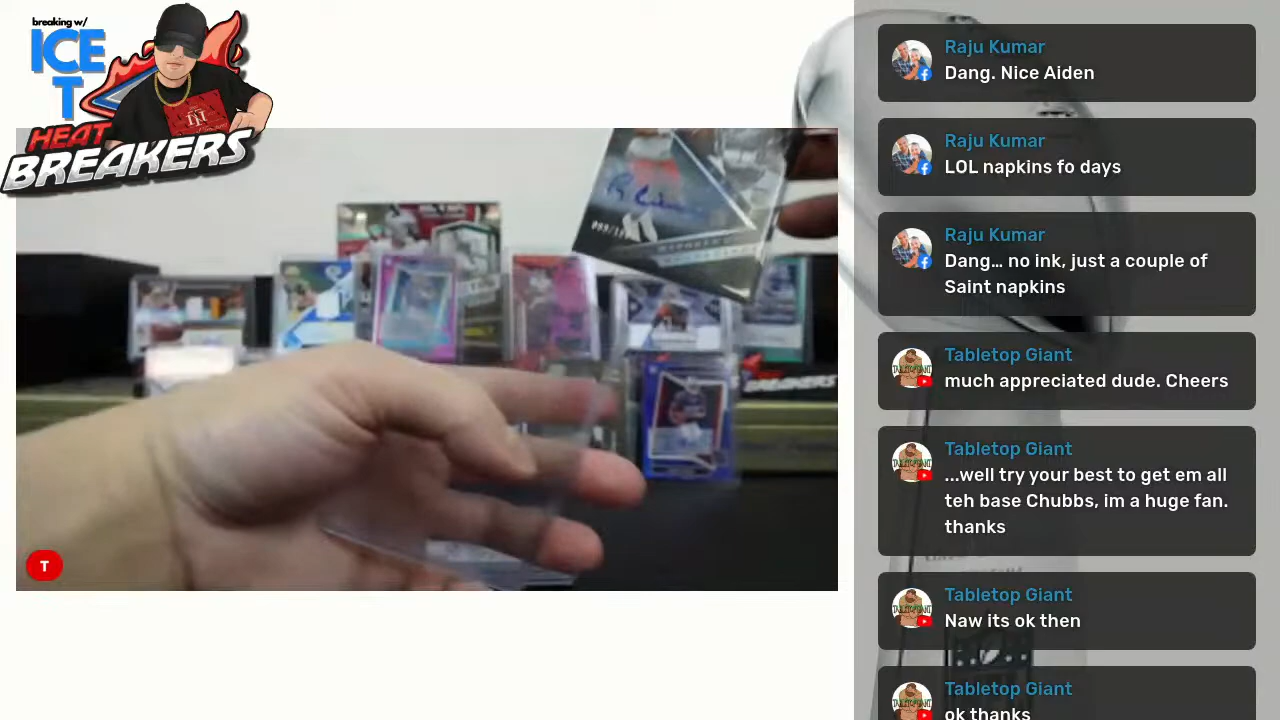 breaking w/
ICE
T
HEAT
BREAKERS
T
BREAKERS
Raju Kumar
Dang. Nice Aiden
Raju Kumar
LOL napkins fo days
Raju Kumar
Dang… no ink, just a couple of
Saint napkins
Tabletop Giant
much appreciated dude. Cheers
Tabletop Giant
...well try your best to get em all
teh base Chubbs, im a huge fan.
thanks
Tabletop Giant
Naw its ok then
Tabletop Giant
ok thanks